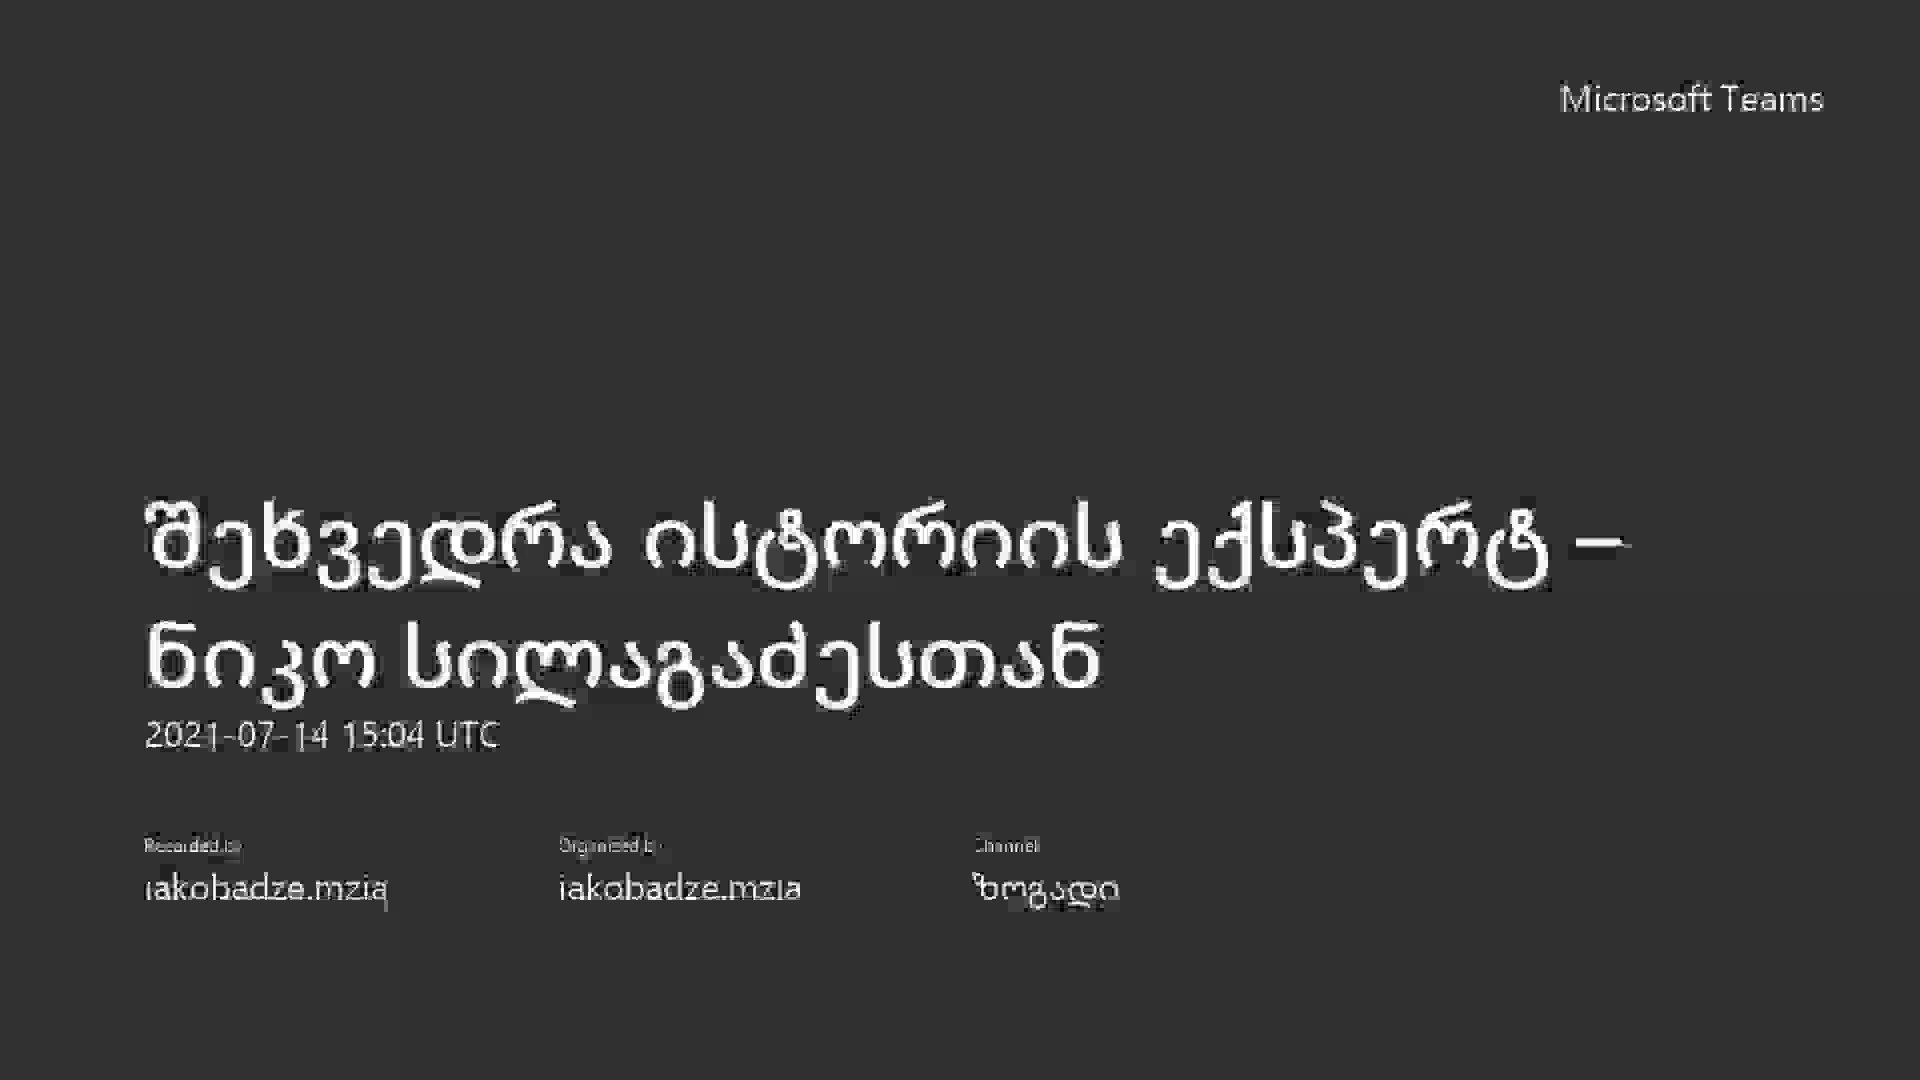 Microsoft Teams
შეხვედრა ისტორიის ექსპერტ –
ნიკო სილაგაძესთან
2021-07-14 15:04 UTC
Recorded by Organized by Channel
iakobadze.mzia iakobadze.mzia ზოგადი